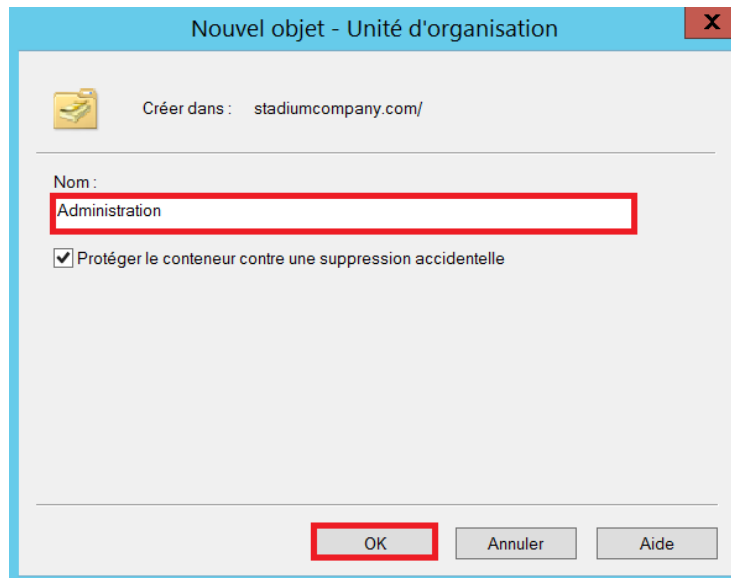 Nouvel objet - Unité d'organisation
X
Créer dans : stadiumcompany.com/
Nom :
Administration
Protéger le conteneur contre une suppression accidentelle
OK Annuler Aide